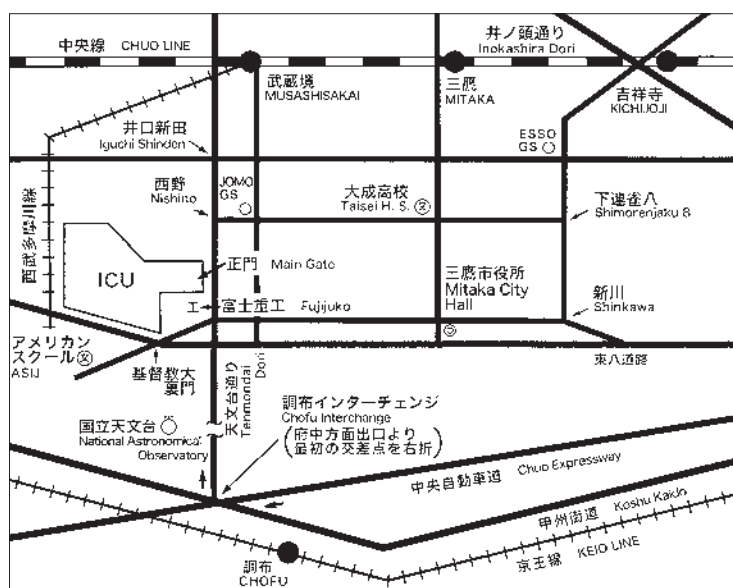 中央線 CHUO LINE
井ノ頭通り
Inokashira Dori
武蔵境
MUSASHISAKAI
三鷹
MITAKA
吉祥寺
KICHIJOJI
井口新田
Iguchi Shinden
ESSO
GS
西野
Nishino
JOMO
GS
大成高校
Taisei H. S. 文
下連雀八
Shimorenjaku 8
西武多摩川線
ICU
正門 Main Gate
三鷹市役所
Mitaka City
Hall
新川
Shinkawa
工
富士重工 Fujijuko
アメリカン
スクール 文
ASIJ
基督教大
裏門
東八道路
天文台通り
Tenmondai
Dori
国立天文台
National Astronomical
Observatory
調布インターチェンジ
Chofu Interchange
(府中方面出口より
最初の交差点を右折)
中央自動車道 Chuo Expressway
甲州街道 Koshu Kaido
京王線 KEIO LINE
調布
CHOFU